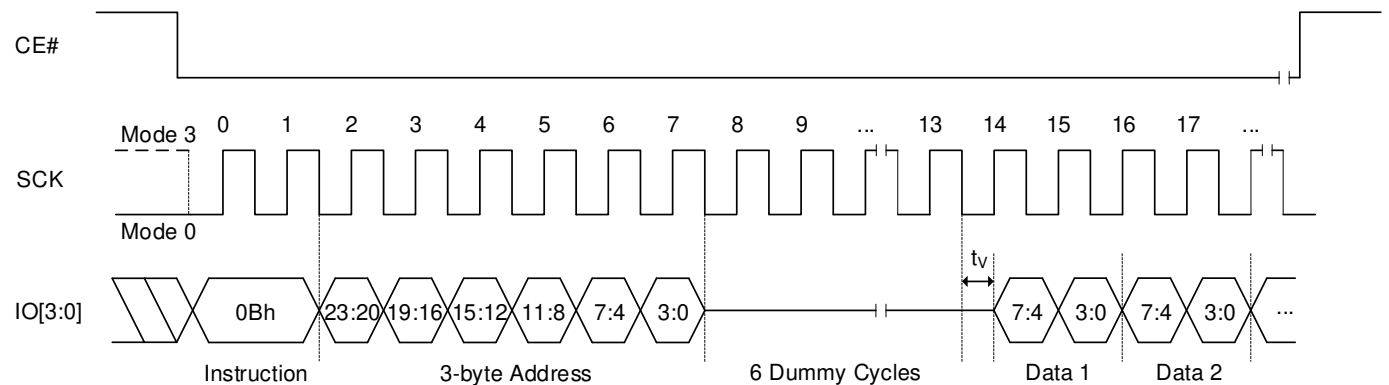 CE#
Mode 3 0 1 2 3 4 5 6 7 8 9 ... 13 14 15 16 17 ...
SCK
Mode 0
tV
IO[3:0] 0Bh 23:20 19:16 15:12 11:8 7:4 3:0 7:4 3:0 7:4 3:0 ...
Instruction 3-byte Address 6 Dummy Cycles Data 1 Data 2